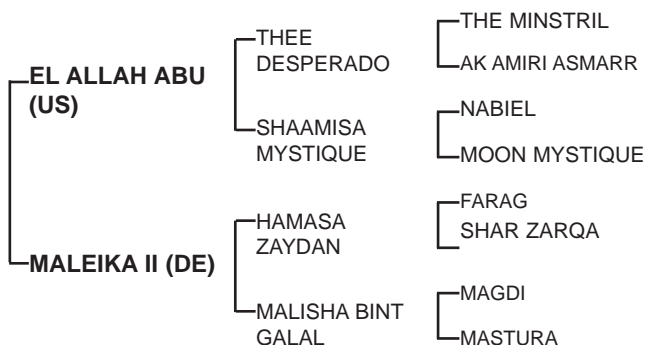 EL ALLAH ABU
(US)
THEE
DESPERADO
THE MINSTRIL
AK AMIRI ASMARR
SHAAMISA
MYSTIQUE
NABIEL
MOON MYSTIQUE
MALEIKA II (DE)
HAMASA
ZAYDAN
FARAG
SHAR ZARQA
MALISHA BINT
GALAL
MAGDI
MASTURA